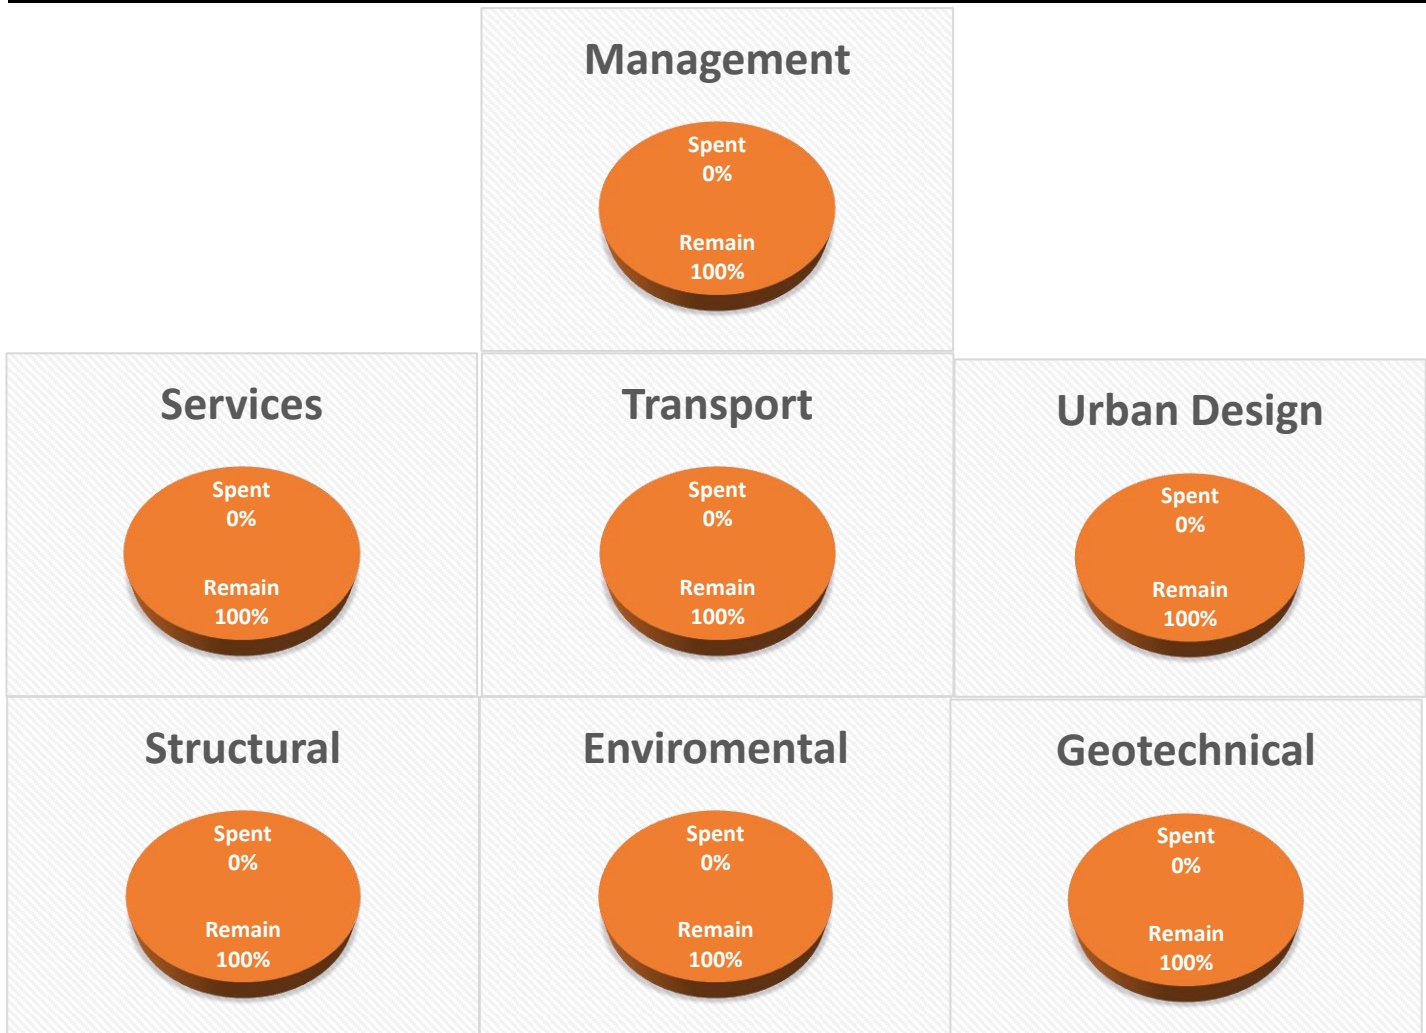 Management
Spent
0%
Remain
100%
Services
Spent
0%
Remain
100%
Transport
Spent
0%
Remain
100%
Urban Design
Spent
0%
Remain
100%
Structural
Spent
0%
Remain
100%
Enviromental
Spent
0%
Remain
100%
Geotechnical
Spent
0%
Remain
100%